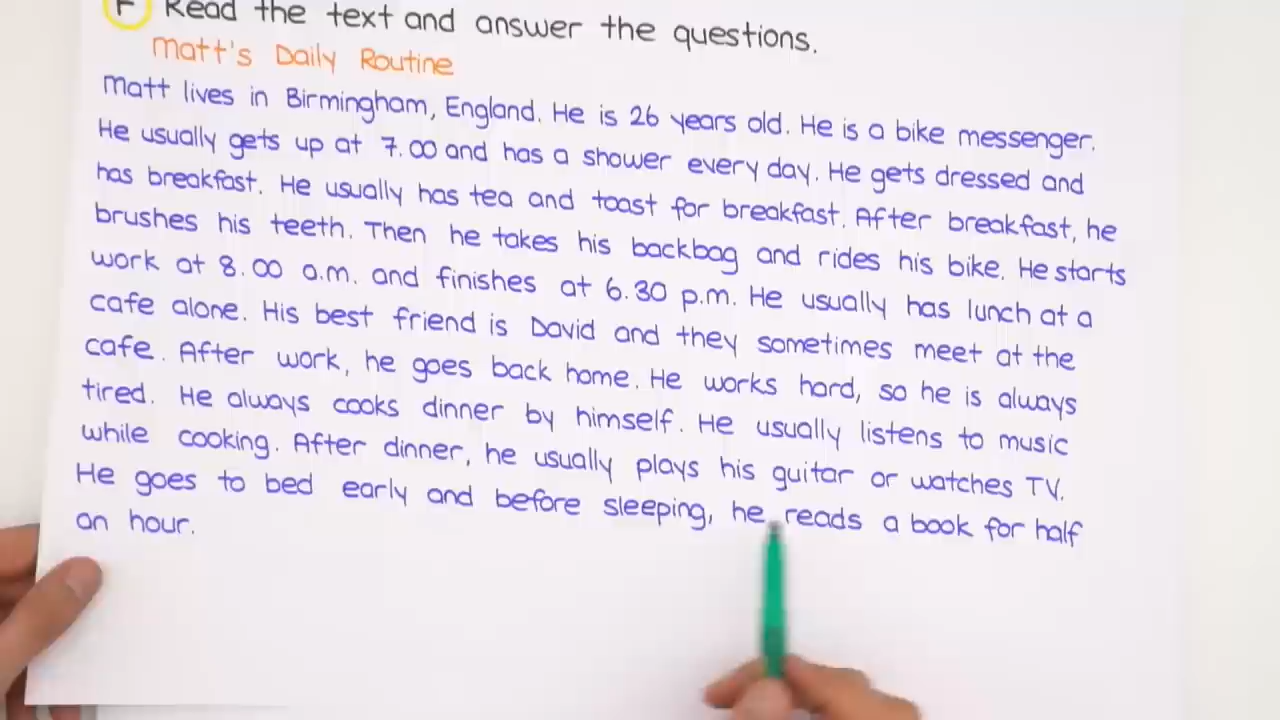 F Read the text and answer the questions.
Matt's Daily Routine
Matt lives in Birmingham, England. He is 26 years old. He is a bike messenger.
He usually gets up at 7.00 and has a shower every day. He gets dressed and
has breakfast. He usually has tea and toast for breakfast. After breakfast, he
brushes his teeth. Then he takes his backbag and rides his bike. He starts
work at 8.00 a.m. and finishes at 6.30 p.m. He usually has lunch at a
cafe alone. His best friend is David and they sometimes meet at the
cafe. After work, he goes back home. He works hard, so he is always
tired. He always cooks dinner by himself. He usually listens to music
while cooking. After dinner, he usually plays his guitar or watches TV.
He goes to bed early and before sleeping, he reads a book for half
an hour.